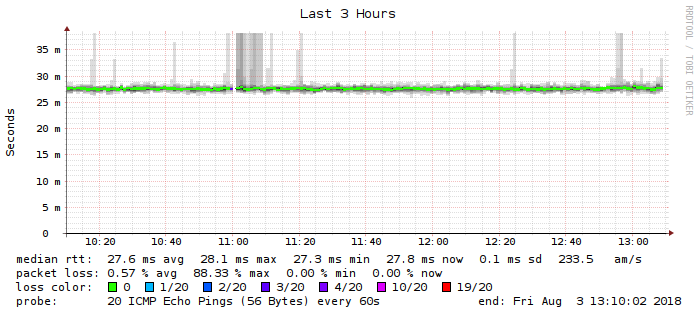 Last 3 Hours
RRDTOOL / TOBI OETIKER
Seconds
35 m
30 m
25 m
20 m
15 m
10 m
5 m
0
10:20 10:40 11:00 11:20 11:40 12:00 12:20 12:40 13:00
median rtt: 27.6 ms avg 28.1 ms max 27.3 ms min 27.8 ms now 0.1 ms sd 233.5 am/s
packet loss: 0.57 % avg 88.33 % max 0.00 % min 0.00 % now
loss color: 0 1/20 2/20 3/20 4/20 10/20 19/20
probe: 20 ICMP Echo Pings (56 Bytes) every 60s end: Fri Aug 3 13:10:02 2018